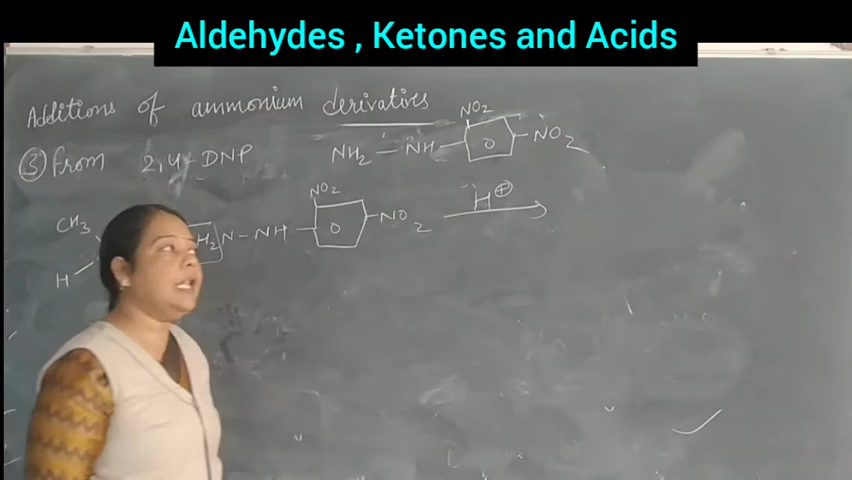 Aldehydes , Ketones and Acids
Additions of ammonium derivatives
③ From 2,4-DNP NH2 - NH - NO2 - NO2
CH3 H2N - NH - NO2 - NO2 H⊕
H